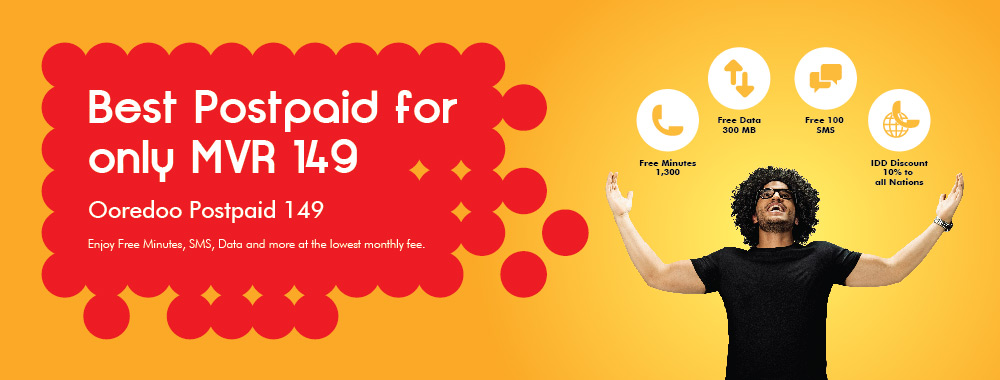 Best Postpaid for
only MVR 149
Ooredoo Postpaid 149
Enjoy Free Minutes, SMS, Data and more at the lowest monthly fee.
Free Minutes
1,300
Free Data
300 MB
Free 100
SMS
IDD Discount
10% to
all Nations